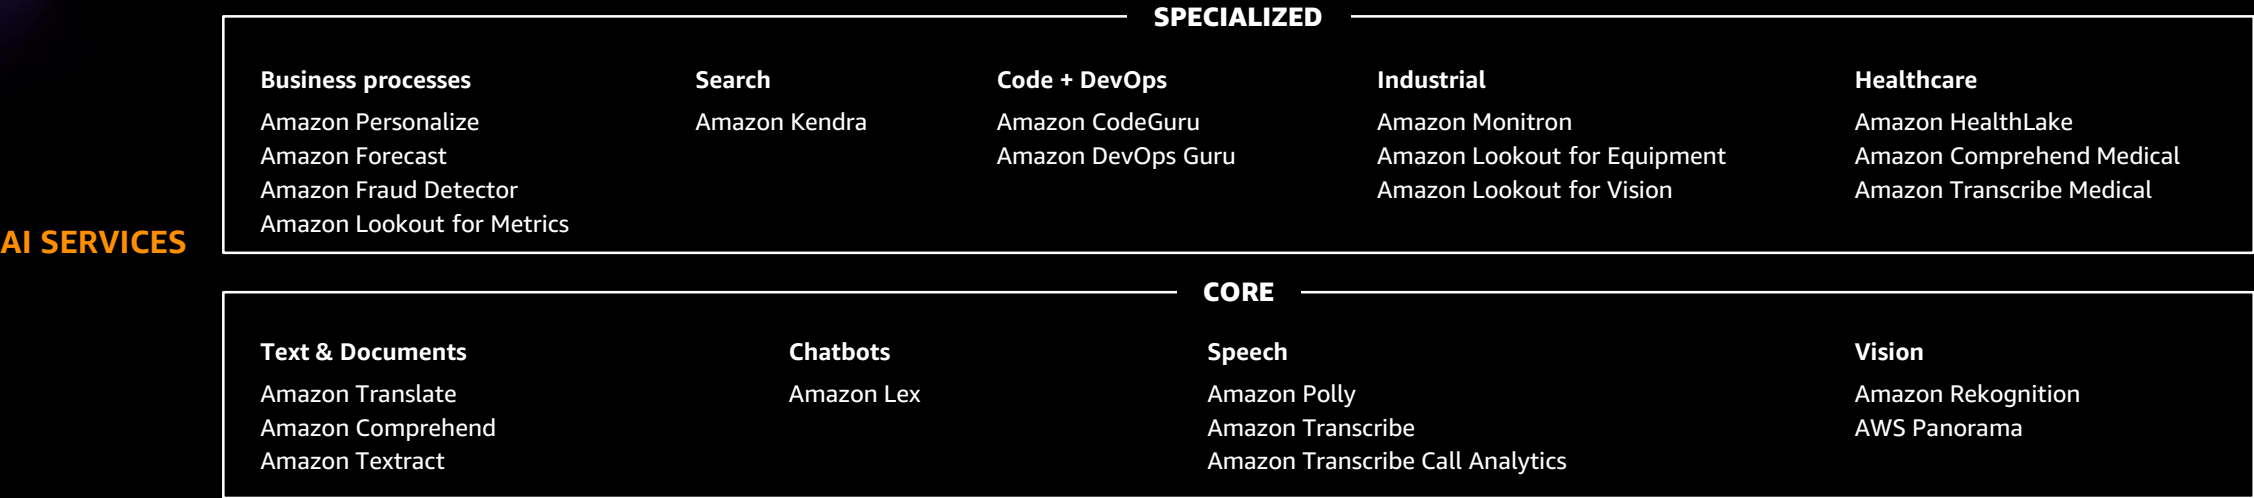 SPECIALIZED
Business processes
Amazon Personalize
Amazon Forecast
Amazon Fraud Detector
Amazon Lookout for Metrics
Search
Amazon Kendra
Code + DevOps
Amazon CodeGuru
Amazon DevOps Guru
Industrial
Amazon Monitron
Amazon Lookout for Equipment
Amazon Lookout for Vision
Healthcare
Amazon HealthLake
Amazon Comprehend Medical
Amazon Transcribe Medical
AI SERVICES
CORE
Text & Documents
Amazon Translate
Amazon Comprehend
Amazon Textract
Chatbots
Amazon Lex
Speech
Amazon Polly
Amazon Transcribe
Amazon Transcribe Call Analytics
Vision
Amazon Rekognition
AWS Panorama